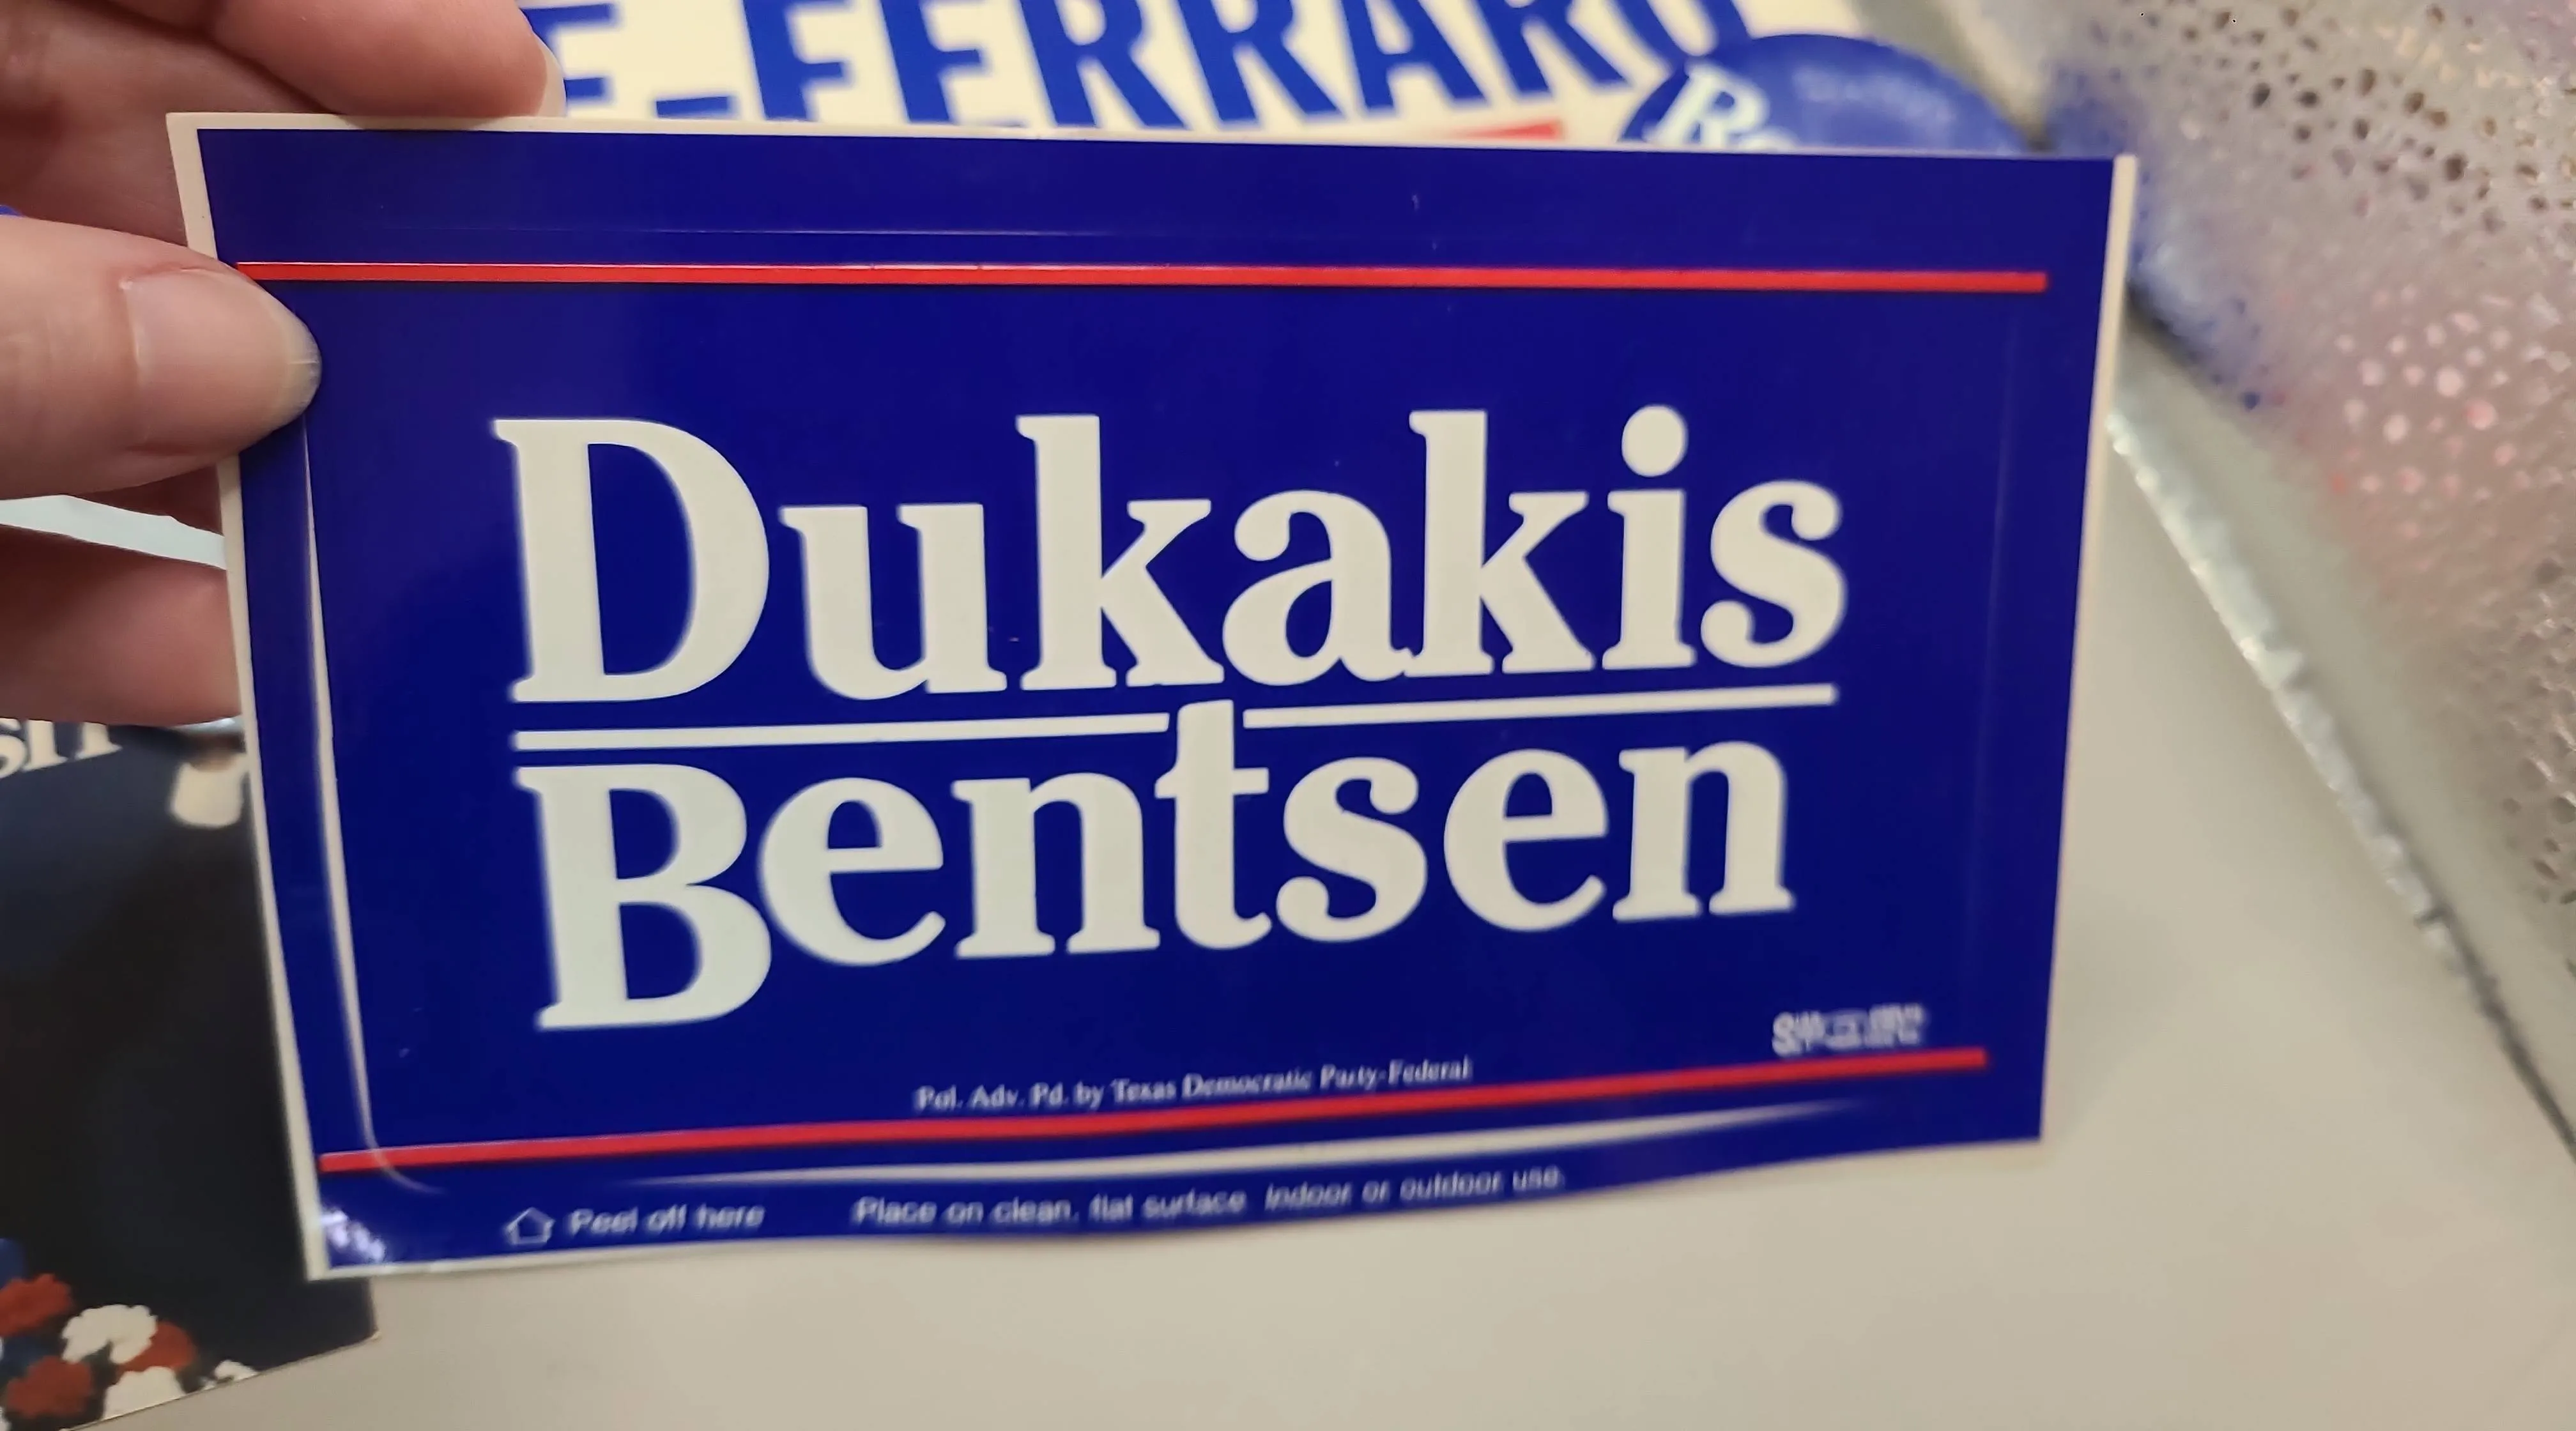 E-FERRARO
Dukakis
Bentsen
Pol. Adv. Pd. by Texas Democratic Party-Federal
Peel off here Place on clean, flat surface. Indoor or outdoor use.